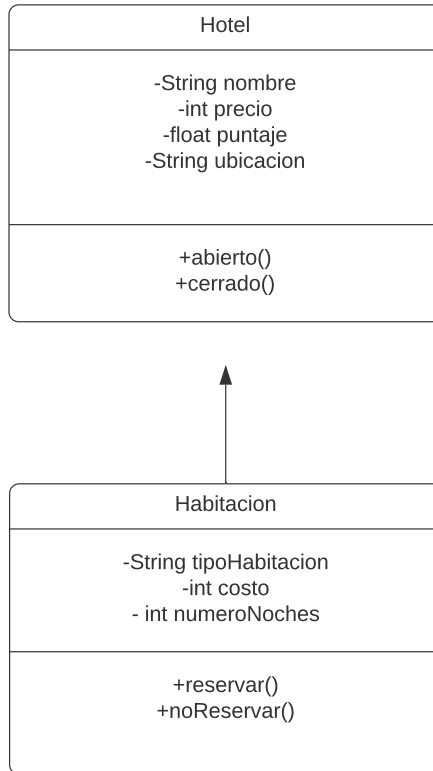 Hotel
-String nombre
-int precio
-float puntaje
-String ubicacion
+abierto()
+cerrado()
Habitacion
-String tipoHabitacion
-int costo
- int numeroNoches
+reservar()
+noReservar()